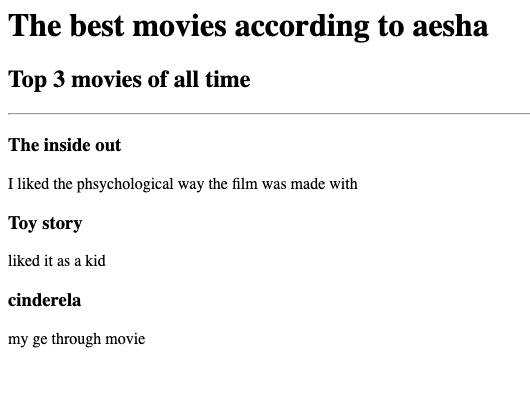 The best movies according to aesha
Top 3 movies of all time
The inside out
I liked the phsychological way the film was made with
Toy story
liked it as a kid
cinderela
my ge through movie